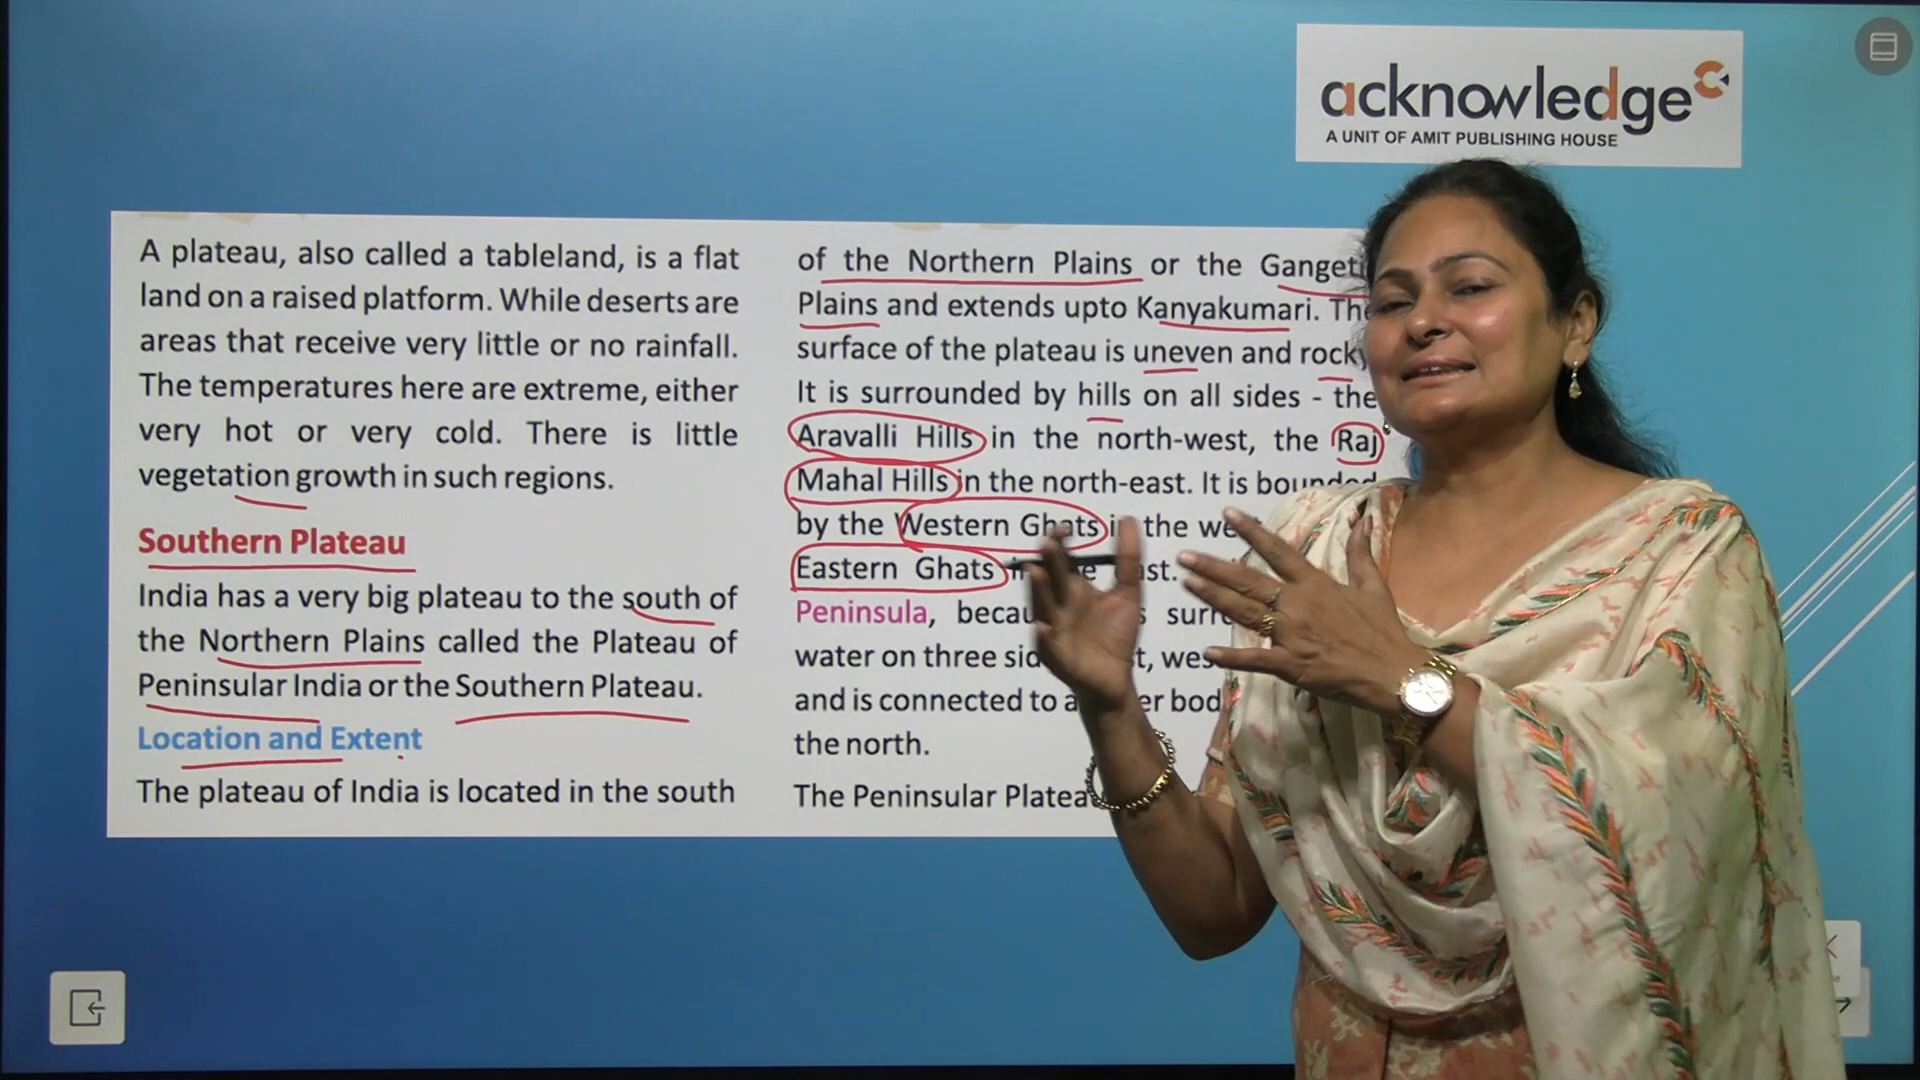 acknowledge
A UNIT OF AMIT PUBLISHING HOUSE
A plateau, also called a tableland, is a flat
land on a raised platform. While deserts are
areas that receive very little or no rainfall.
The temperatures here are extreme, either
very hot or very cold. There is little
vegetation growth in such regions.
Southern Plateau
India has a very big plateau to the south of
the Northern Plains called the Plateau of
Peninsular India or the Southern Plateau.
Location and Extent
The plateau of India is located in the south
of the Northern Plains or the
Plains and extends upto Kanyakumari. The
surface of the plateau is uneven and rocky
It is surrounded by hills on all sides - the
Aravalli Hills in the north-west, the Raj
Mahal Hills in the north-east. It is bounded
by the Western Ghats in the
Eastern Ghats
Peninsula,
water on three
and is connected to a
the north.
The Peninsular